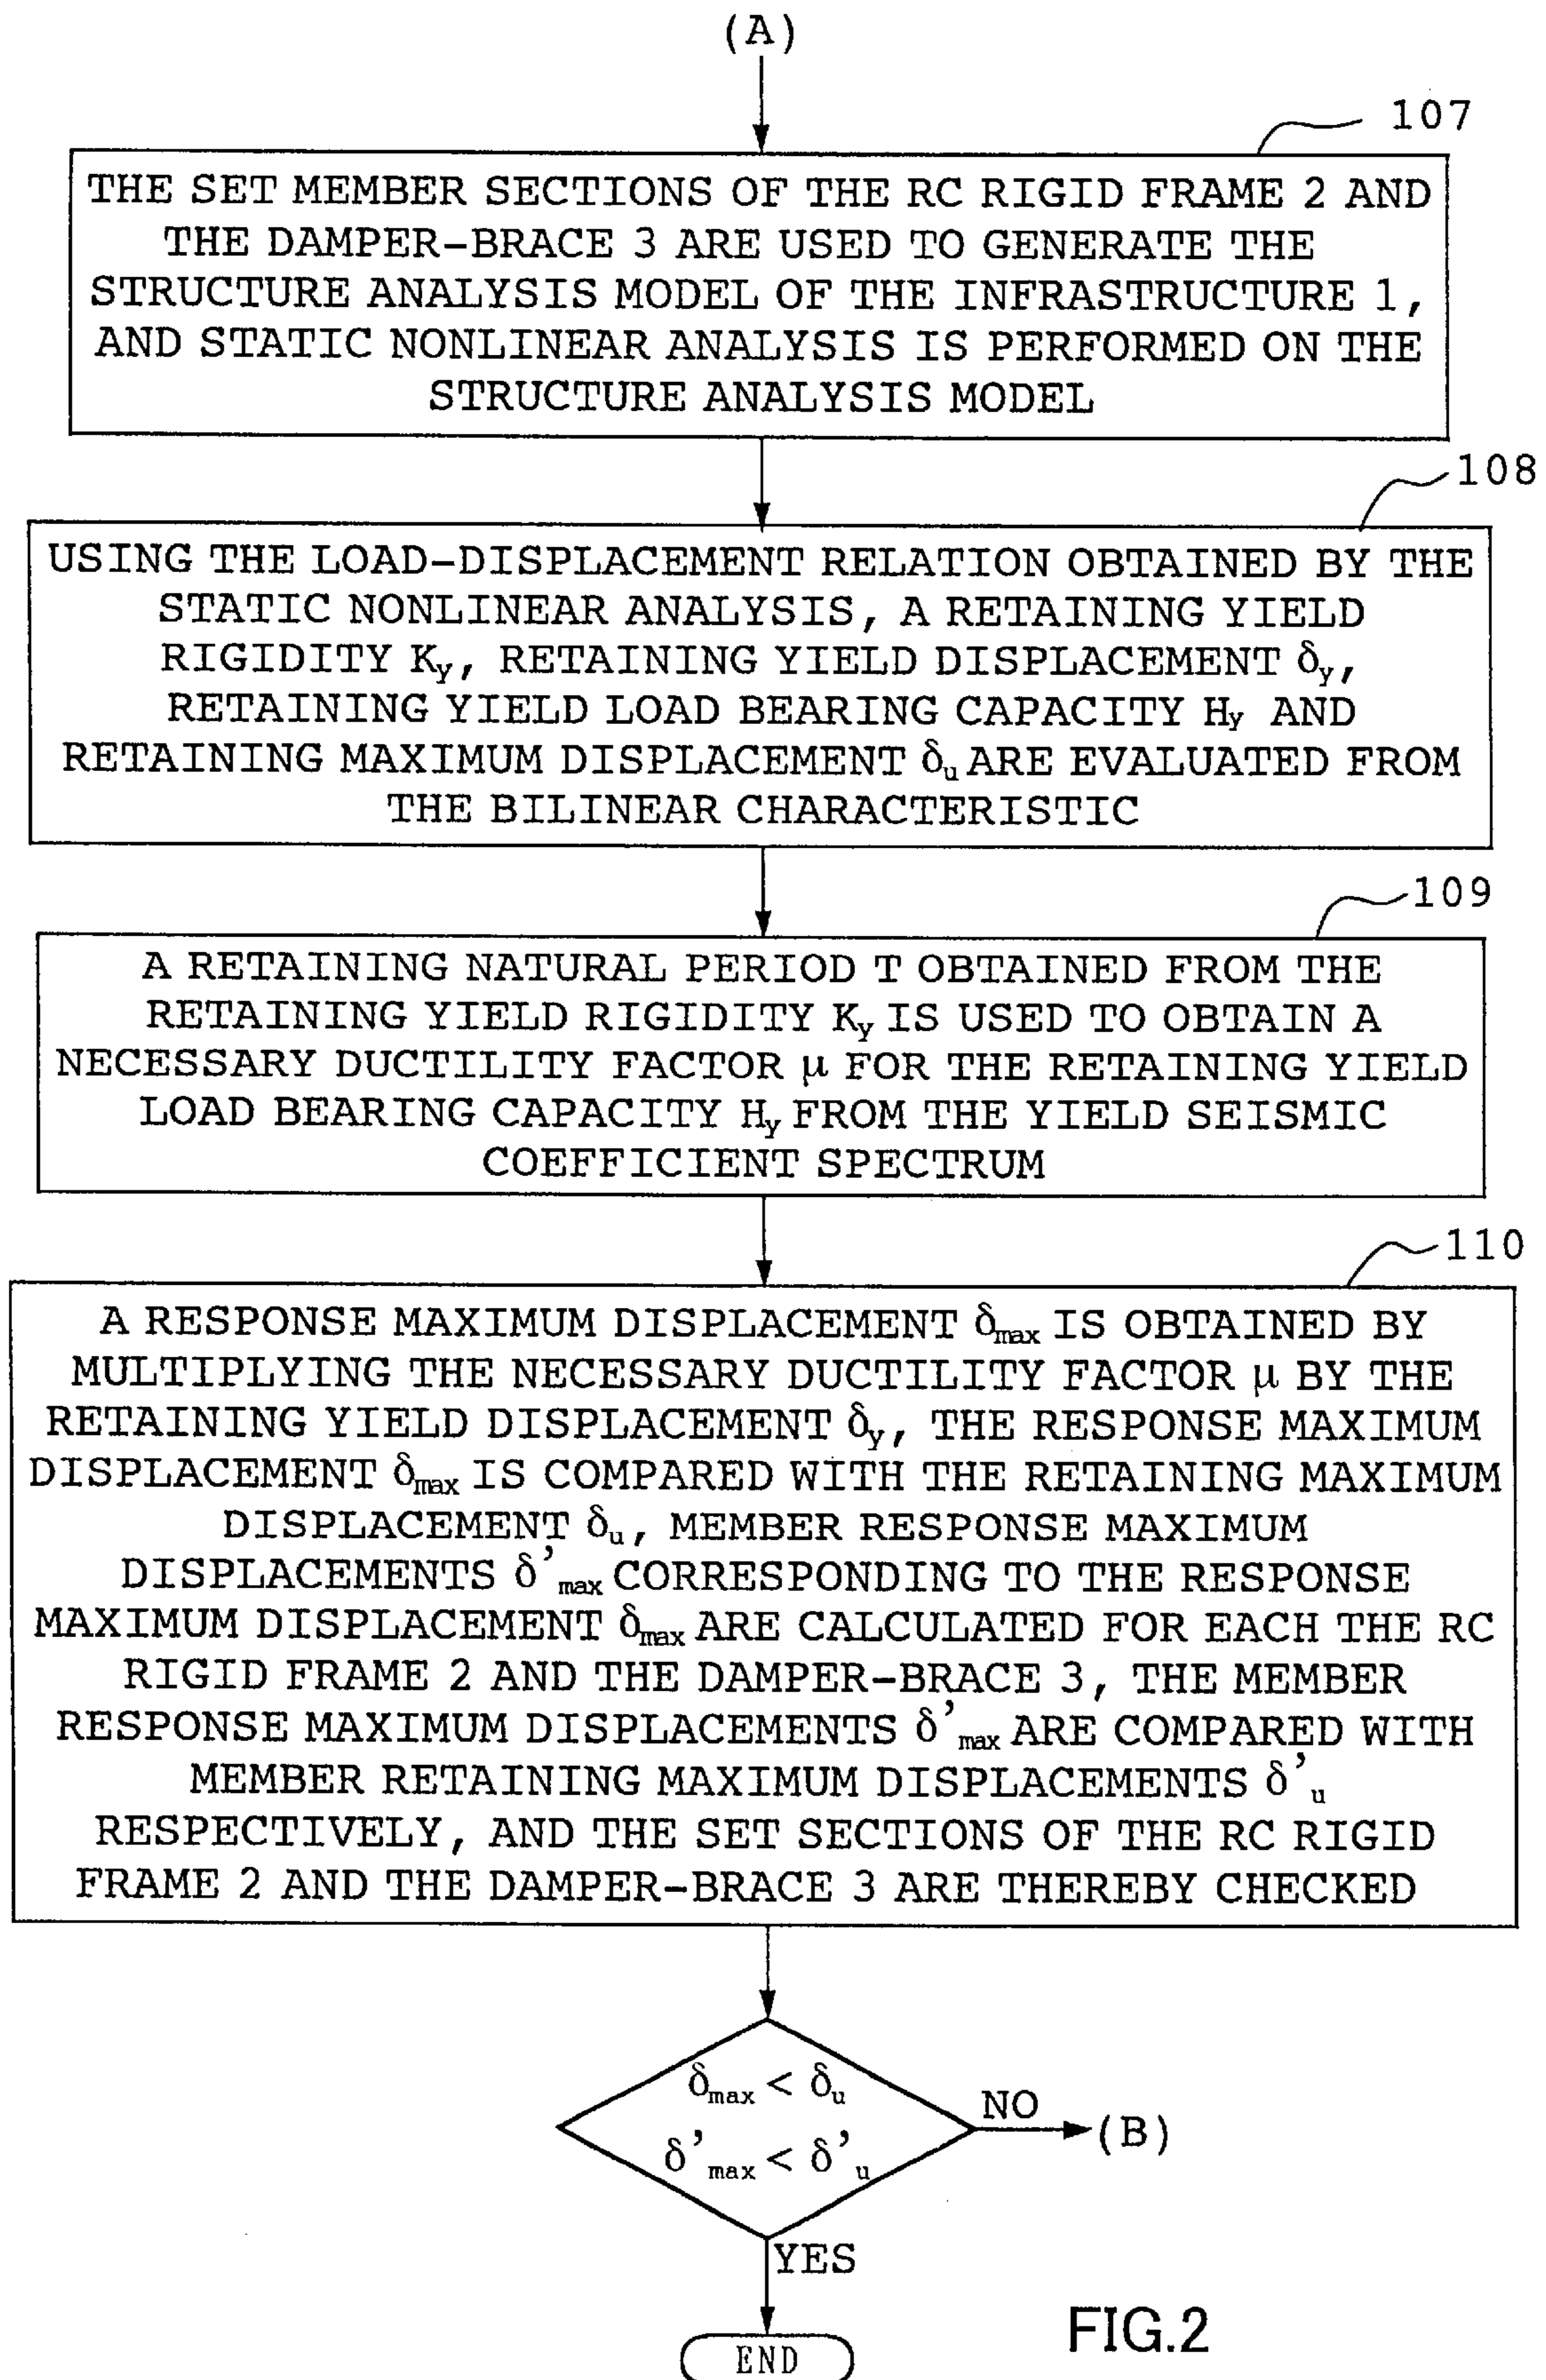 (A)
107
THE SET MEMBER SECTIONS OF THE RC RIGID FRAME 2 AND
THE DAMPER-BRACE 3 ARE USED TO GENERATE THE
STRUCTURE ANALYSIS MODEL OF THE INFRASTRUCTURE 1,
AND STATIC NONLINEAR ANALYSIS IS PERFORMED ON THE
STRUCTURE ANALYSIS MODEL
108
USING THE LOAD-DISPLACEMENT RELATION OBTAINED BY THE
STATIC NONLINEAR ANALYSIS, A RETAINING YIELD
RIGIDITY Ky, RETAINING YIELD DISPLACEMENT δy,
RETAINING YIELD LOAD BEARING CAPACITY Hy AND
RETAINING MAXIMUM DISPLACEMENT δu ARE EVALUATED FROM
THE BILINEAR CHARACTERISTIC
109
A RETAINING NATURAL PERIOD T OBTAINED FROM THE
RETAINING YIELD RIGIDITY Ky IS USED TO OBTAIN A
NECESSARY DUCTILITY FACTOR μ FOR THE RETAINING YIELD
LOAD BEARING CAPACITY Hy FROM THE YIELD SEISMIC
COEFFICIENT SPECTRUM
110
A RESPONSE MAXIMUM DISPLACEMENT δmax IS OBTAINED BY
MULTIPLYING THE NECESSARY DUCTILITY FACTOR μ BY THE
RETAINING YIELD DISPLACEMENT δy, THE RESPONSE MAXIMUM
DISPLACEMENT δmax IS COMPARED WITH THE RETAINING MAXIMUM
DISPLACEMENT δu, MEMBER RESPONSE MAXIMUM
DISPLACEMENTS δ'max CORRESPONDING TO THE RESPONSE
MAXIMUM DISPLACEMENT δmax ARE CALCULATED FOR EACH THE RC
RIGID FRAME 2 AND THE DAMPER-BRACE 3, THE MEMBER
RESPONSE MAXIMUM DISPLACEMENTS δ'max ARE COMPARED WITH
MEMBER RETAINING MAXIMUM DISPLACEMENTS δ'u
RESPECTIVELY, AND THE SET SECTIONS OF THE RC RIGID
FRAME 2 AND THE DAMPER-BRACE 3 ARE THEREBY CHECKED
δmax < δu
δ'max < δ'u
NO
(B)
YES
END
FIG.2